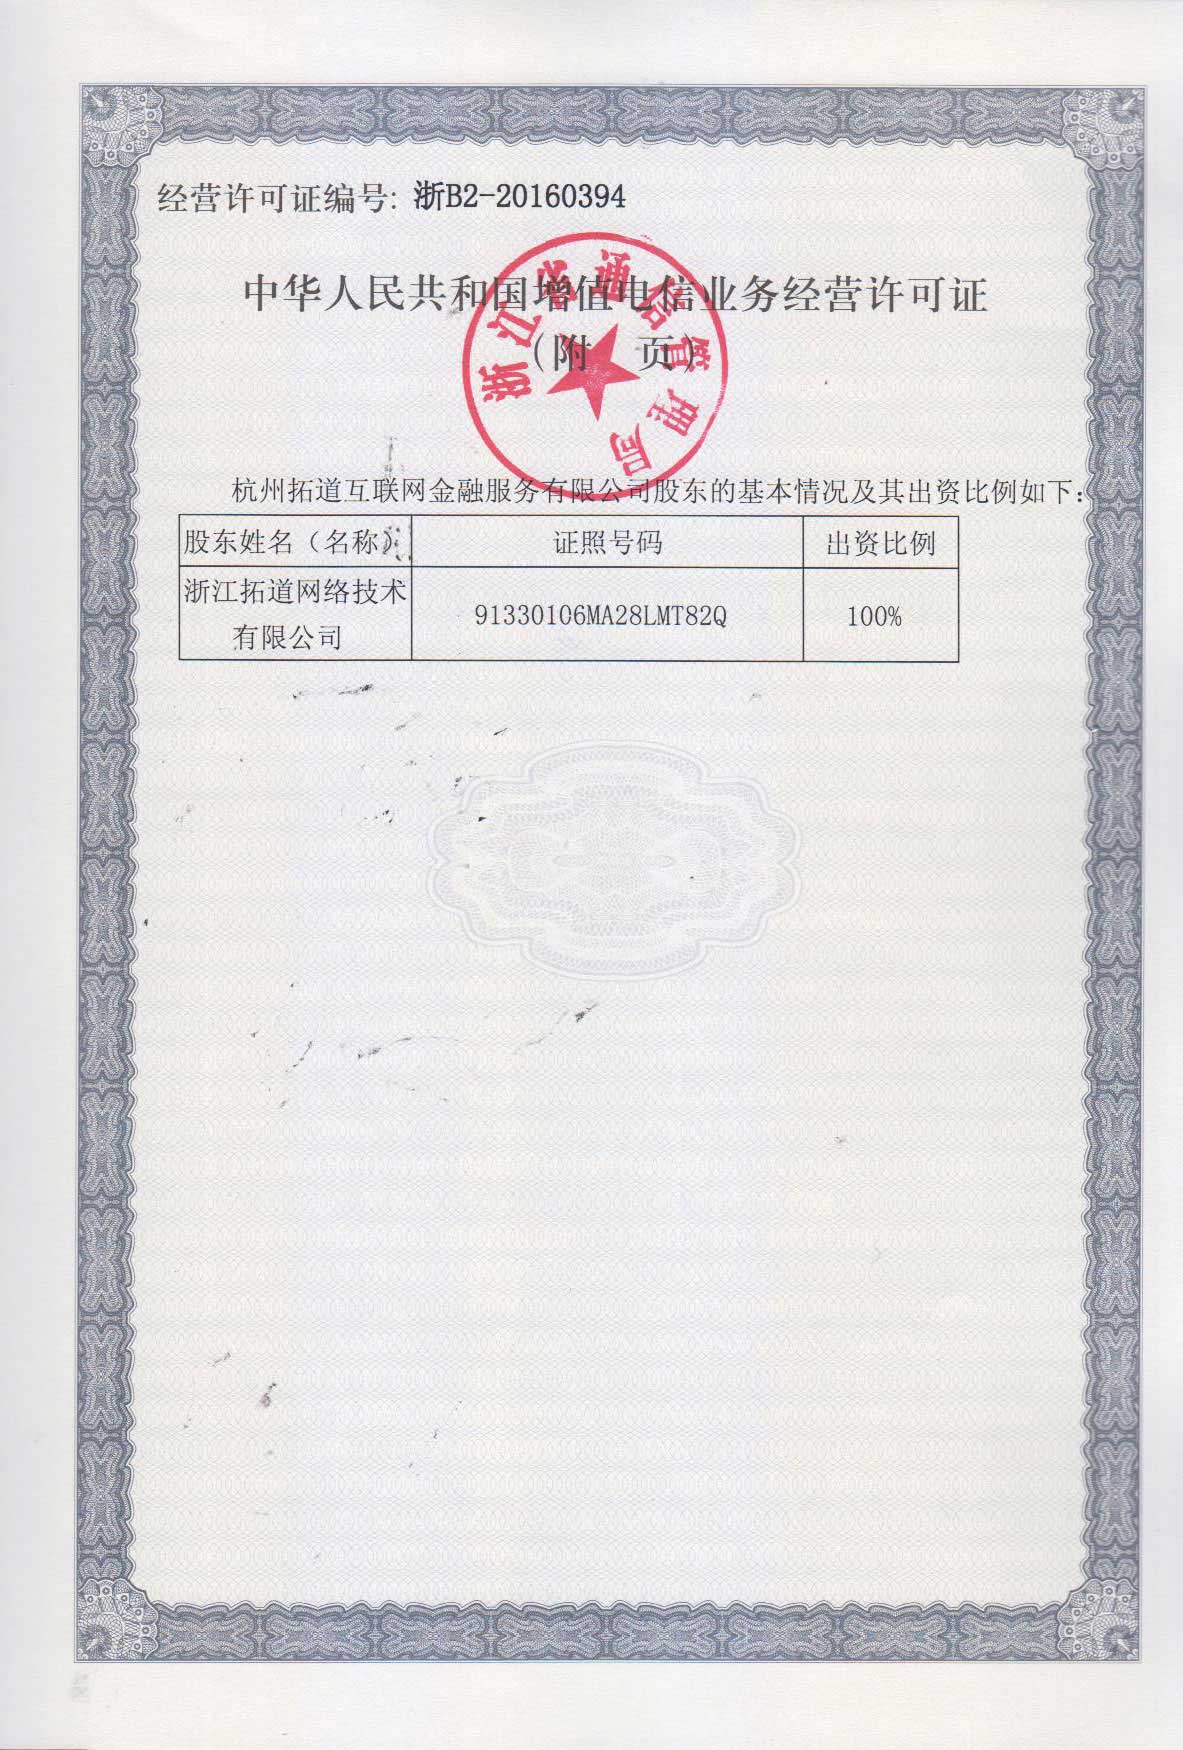 经营许可证编号: 浙B2-20160394
中华人民共和国增值电信业务经营许可证
(附 页)
浙江省通信管理局
杭州拓道互联网金融服务有限公司股东的基本情况及其出资比例如下:
股东姓名（名称） 证照号码 出资比例
浙江拓道网络技术
有限公司 91330106MA28LMT82Q 100%